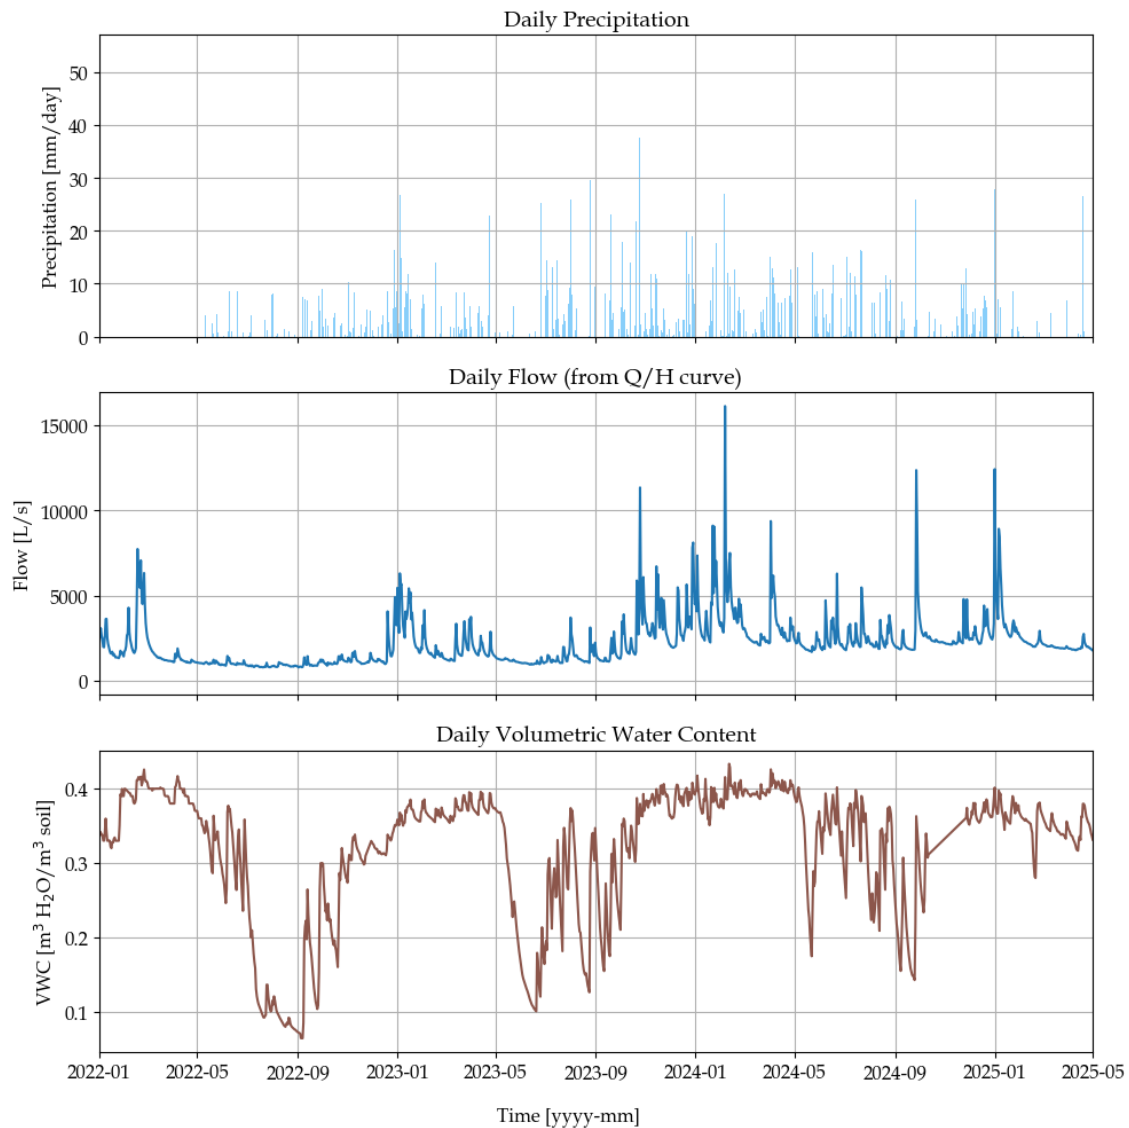 Daily Precipitation
Precipitation [mm/day]
50
40
30
20
10
0
Daily Flow (from Q/H curve)
Flow [L/s]
15000
10000
5000
0
Daily Volumetric Water Content
VWC [m³ H₂O/m³ soil]
0.4
0.3
0.2
0.1
2022-01 2022-05 2022-09 2023-01 2023-05 2023-09 2024-01 2024-05 2024-09 2025-01 2025-05
Time [yyyy-mm]